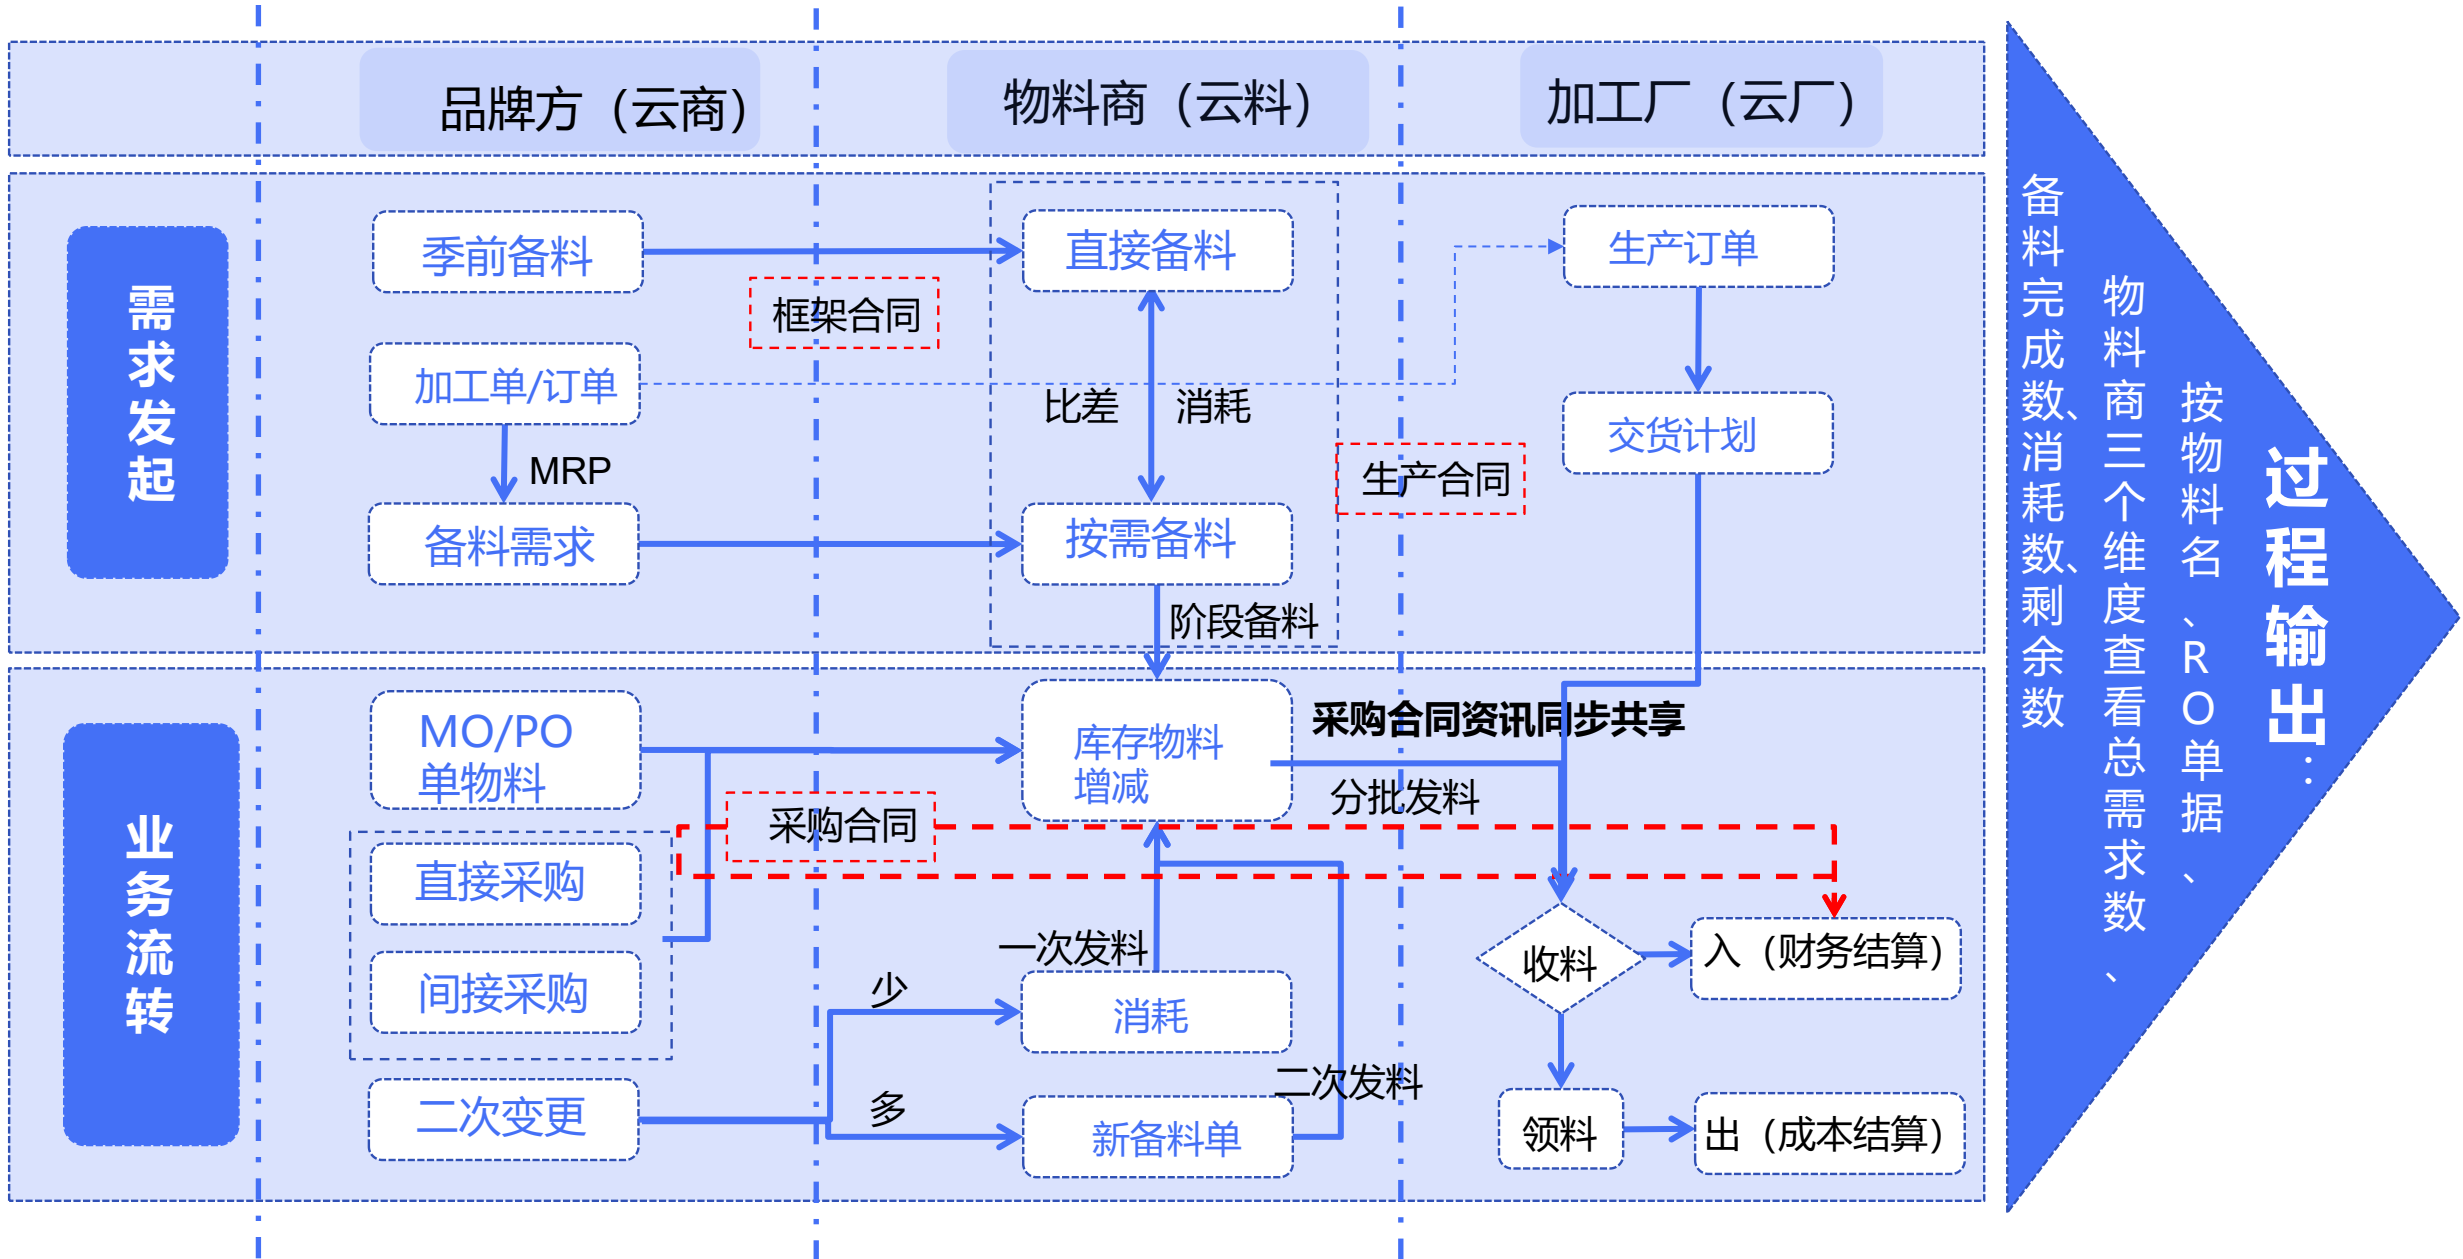 品牌方（云商）
物料商（云料）
加工厂（云厂）
需求发起
季前备料
直接备料
生产订单
框架合同
加工单/订单
比差
消耗
交货计划
MRP
生产合同
备料需求
按需备料
阶段备料
业务流转
MO/PO
单物料
库存物料
增减
采购合同资讯同步共享
分批发料
采购合同
直接采购
间接采购
一次发料
收料
入（财务结算）
少
消耗
二次发料
二次变更
多
新备料单
领料
出（成本结算）
过程输出：
按物料名、RO单据、
物料商三个维度查看总需求数、
备料完成数、消耗数、剩余数